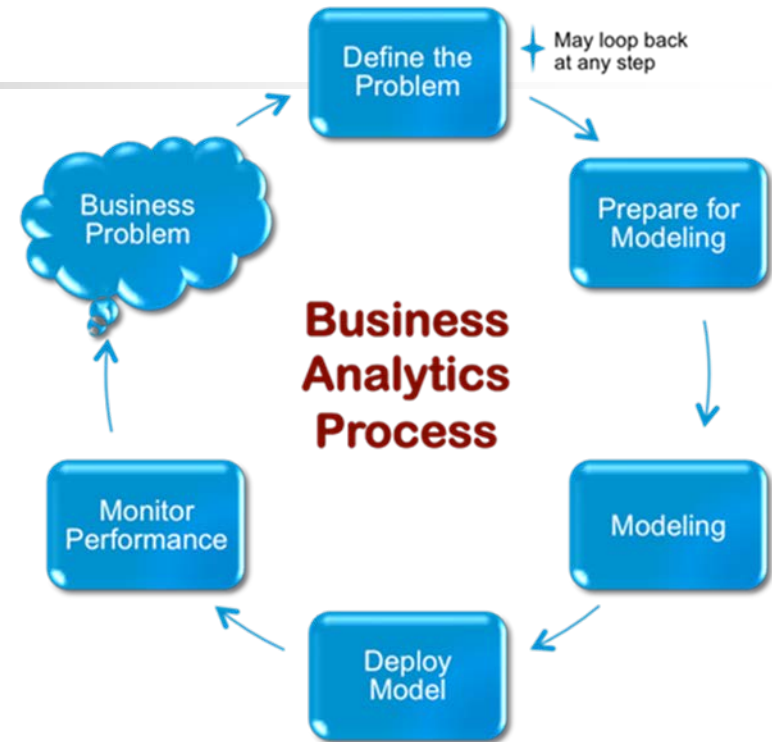 Define the
Problem
May loop back
at any step
Prepare for
Modeling
Modeling
Deploy
Model
Monitor
Performance
Business
Problem
Business
Analytics
Process